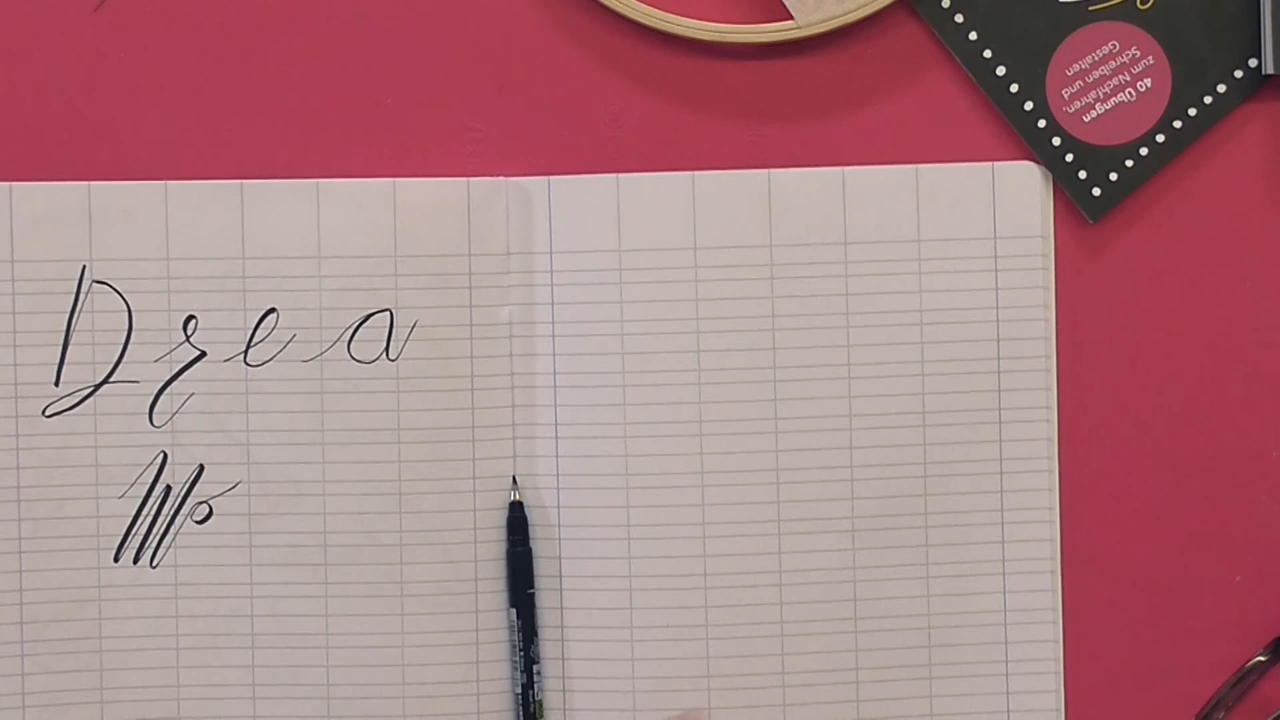 40 Übungen
zum Nachfahren,
Schreiben und
Gestalten
Drea